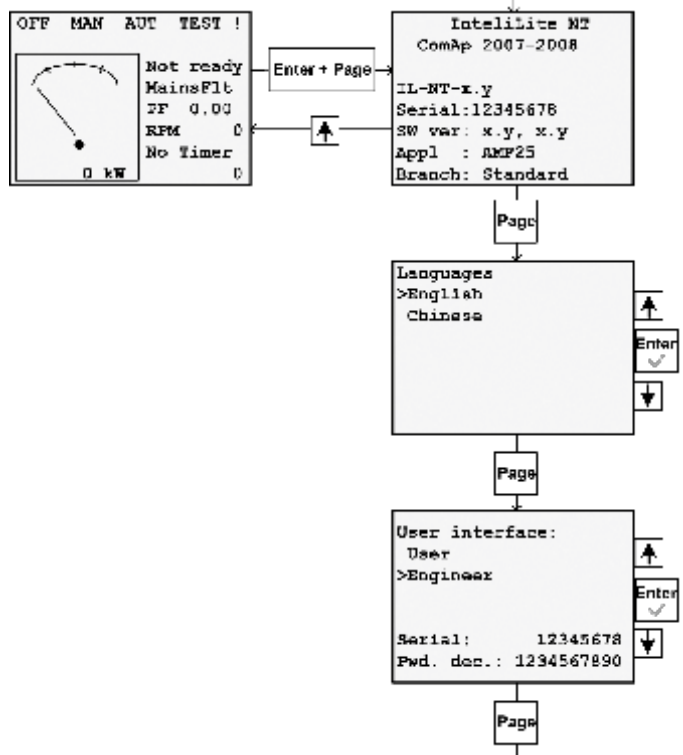 OFF MAN AUT TEST !
Not ready
MainsFlt
PF 0.00
RPM 0
No Timer
0 kW 0
Enter + Page
InteliLite NT
ComAp 2007-2008
IL-NT-x.y
Serial:12345678
SW ver: x.y, x.y
Appl : AMF25
Branch: Standard
Page
Languages
>English
Chinese
Enter
Page
User interface:
User
>Engineer
Enter
Serial: 12345678
Pwd. dec.: 1234567890
Page